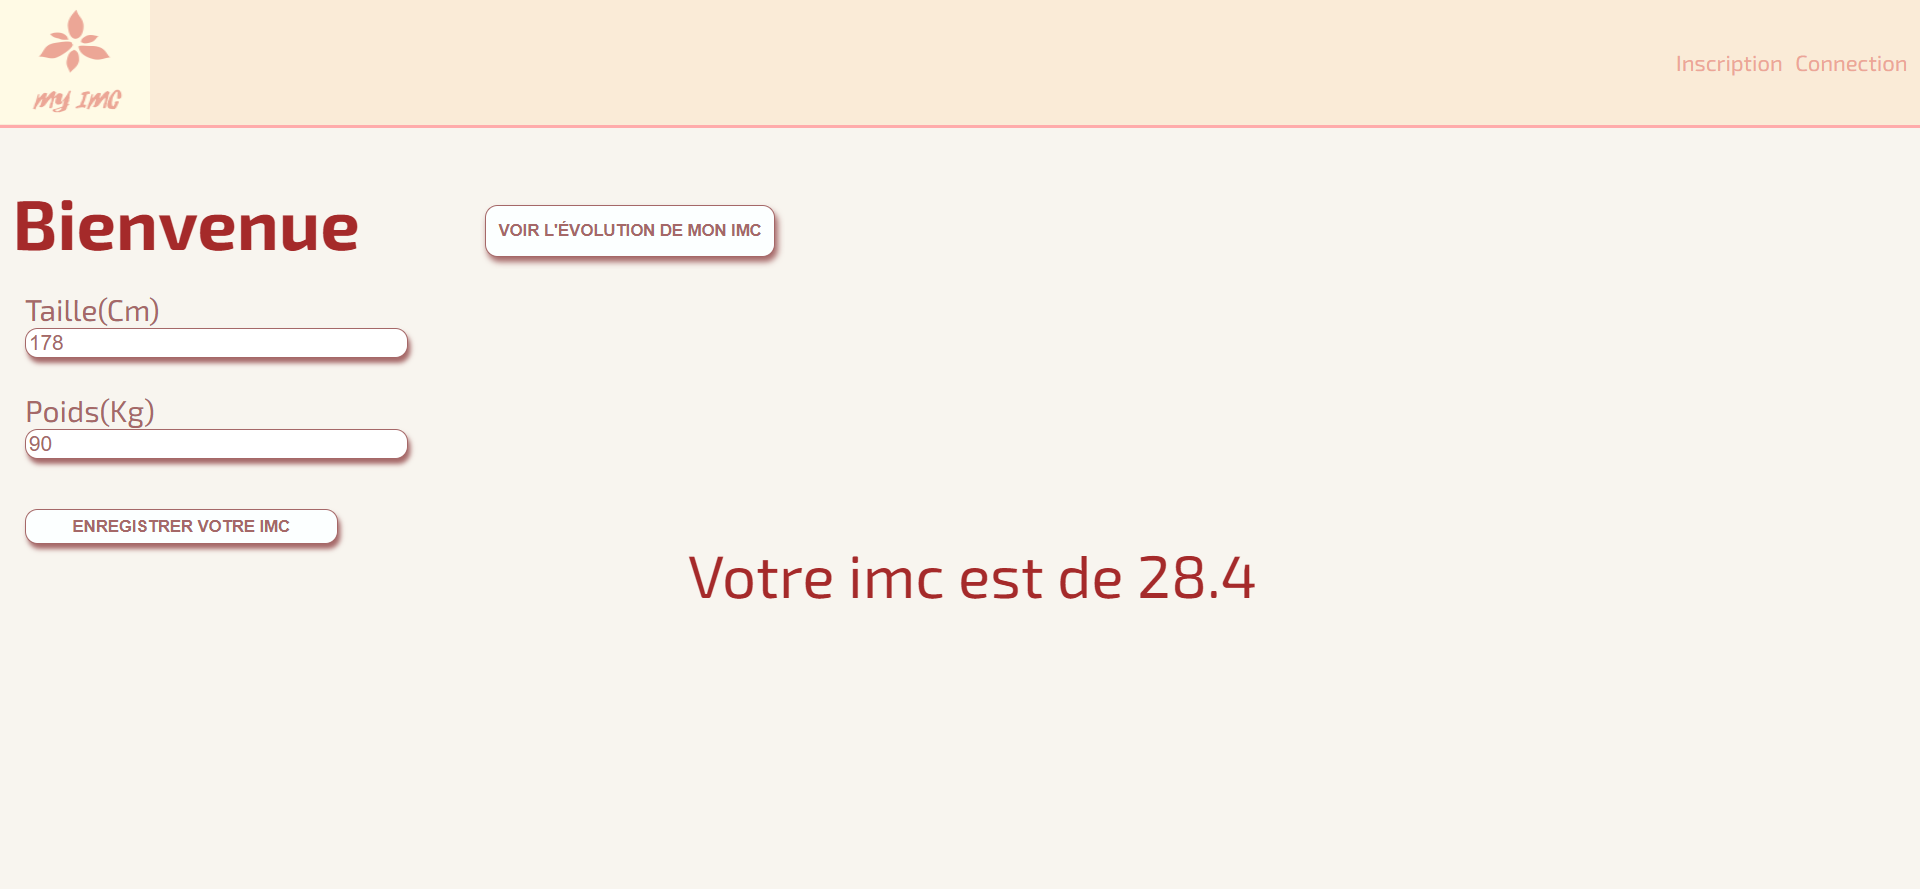 my IMC
Inscription Connection
Bienvenue
VOIR L'ÉVOLUTION DE MON IMC
Taille(Cm)
178
Poids(Kg)
90
ENREGISTRER VOTRE IMC
Votre imc est de 28.4